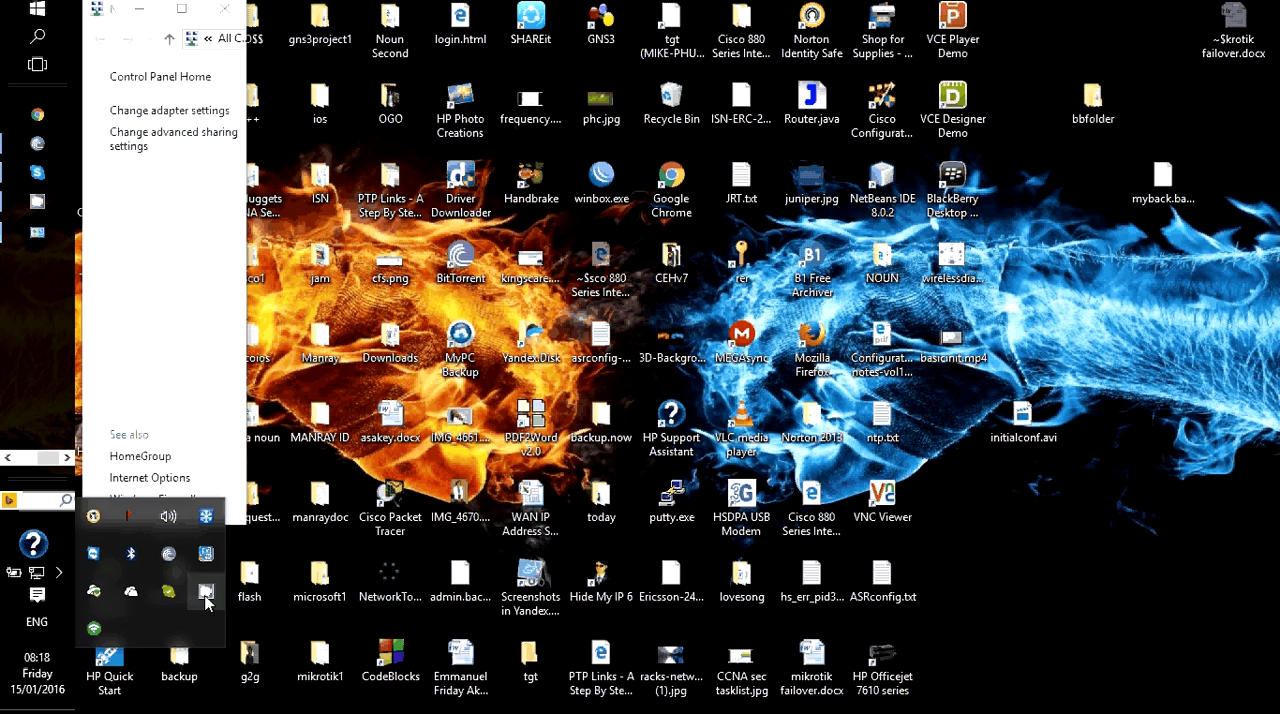 « All C
Control Panel Home
Change adapter settings
Change advanced sharing
settings
See also
HomeGroup
Internet Options
ENG
08:18
Friday
15/01/2016
gns3project1
Noun
Second
login.html
SHAREit
GNS3
tgt
(MIKE-PHU...
Cisco 880
Series Inte...
Norton
Identity Safe
Shop for
Supplies - ...
VCE Player
Demo
~$krotik
failover.docx
++
ios
OGO
HP Photo
Creations
frequency....
phc.jpg
Recycle Bin
ISN-ERC-2...
Router.java
Cisco
Configurat...
VCE Designer
Demo
bbfolder
ISN
PTP Links - A
Step By Ste...
Driver
Downloader
Handbrake
winbox.exe
Google
Chrome
JRT.txt
juniper.jpg
NetBeans IDE
8.0.2
BlackBerry
Desktop ...
myback.ba...
jam
cfs.png
BitTorrent
kingscare...
~$sco 880
Series Inte...
CEHv7
rer
B1 Free
Archiver
NOUN
wirelessdia...
Manray
Downloads
MyPC
Backup
Yandex.Disk
asrconfig-...
3D-Backgro...
MEGAsync
Mozilla
Firefox
Configurat...
notes-vol1...
basicinit.mp4
a noun
MANRAY ID
asakey.docx
IMG_4661....
PDF2Word
v2.0
backup.now
HP Support
Assistant
VLC media
player
Norton 2013
ntp.txt
initialconf.avi
quest...
manraydoc
Cisco Packet
Tracer
IMG_4670....
WAN IP
Address S...
today
putty.exe
HSDPA USB
Modem
Cisco 880
Series Inte...
VNC Viewer
flash
microsoft1
NetworkTo...
admin.bac...
Screenshots
in Yandex....
Hide My IP 6
Ericsson-24...
lovesong
hs_err_pid3...
ASRconfig.txt
HP Quick
Start
backup
g2g
mikrotik1
CodeBlocks
Emmanuel
Friday Ak...
tgt
PTP Links - A
Step By Ste...
racks-netw...
(1).jpg
CCNA sec
tasklist.jpg
mikrotik
failover.docx
HP Officejet
7610 series